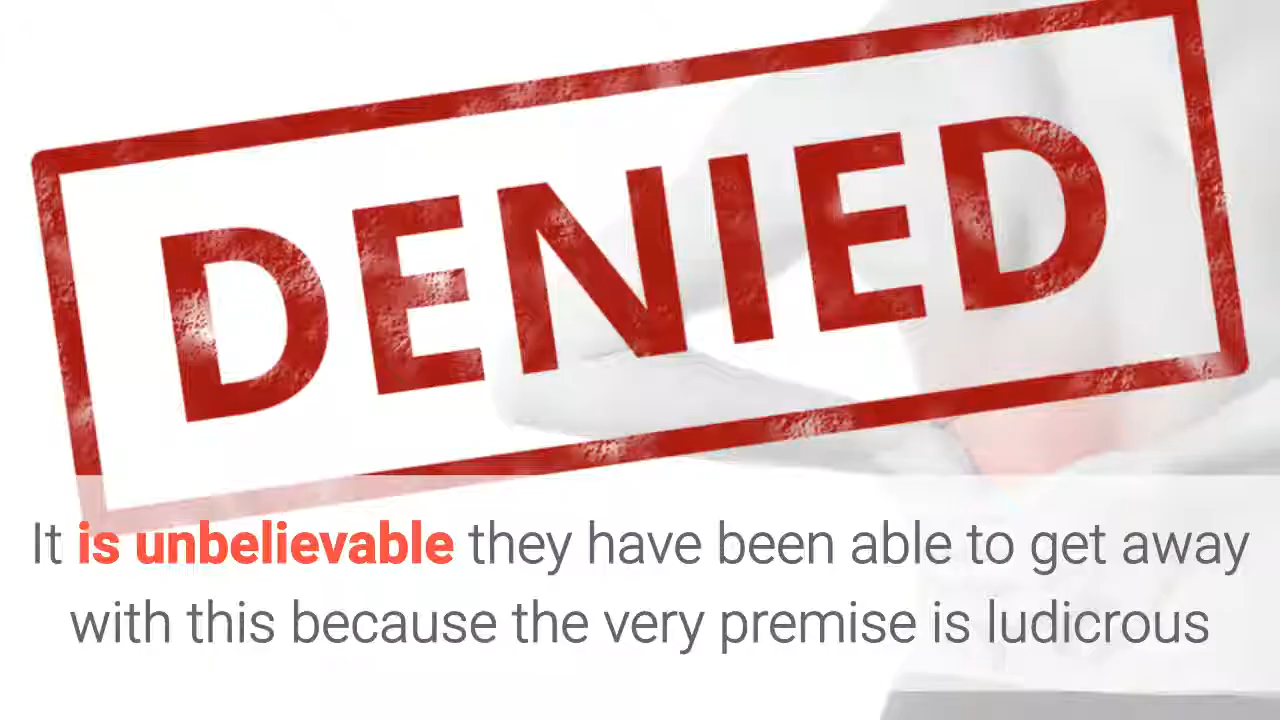 DENIED
It is unbelievable they have been able to get away
with this because the very premise is ludicrous